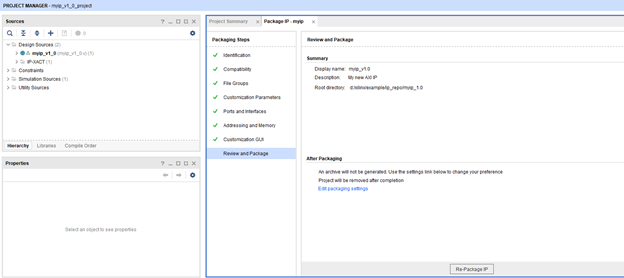 PROJECT MANAGER - myip_v1_0_project
Sources
? _ □ □ ×
0
Design Sources (2)
myip_v1_0 (myip_v1_0.v) (1)
IP-XACT (1)
Constraints
Simulation Sources (1)
Utility Sources
Hierarchy Libraries Compile Order
Properties
? _ □ □ ×
Select an object to see properties
Project Summary × Package IP - myip ×
Packaging Steps
Identification
Compatibility
File Groups
Customization Parameters
Ports and Interfaces
Addressing and Memory
Customization GUI
Review and Package
Review and Package
Summary
Display name: myip_v1.0
Description: My new AXI IP
Root directory: d:/xilinx/example/ip_repo/myip_1.0
After Packaging
An archive will not be generated. Use the settings link below to change your preference
Project will be removed after completion
Edit packaging settings
Re-Package IP